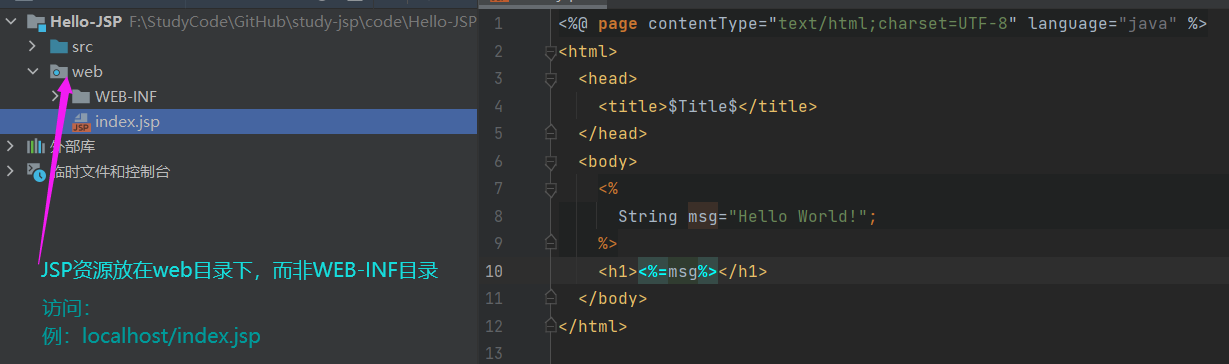 Hello-JSP F:\StudyCode\GitHub\study-jsp\code\Hello-JSP
src
web
WEB-INF
index.jsp
外部库
临时文件和控制台
JSP资源放在web目录下，而非WEB-INF目录
访问：
例：localhost/index.jsp
1 <%@ page contentType="text/html;charset=UTF-8" language="java" %>
2 <html>
3 <head>
4 <title>$Title$</title>
5 </head>
6 <body>
7 <%
8 String msg="Hello World!";
9 %>
10 <h1><%=msg%></h1>
11 </body>
12 </html>
13